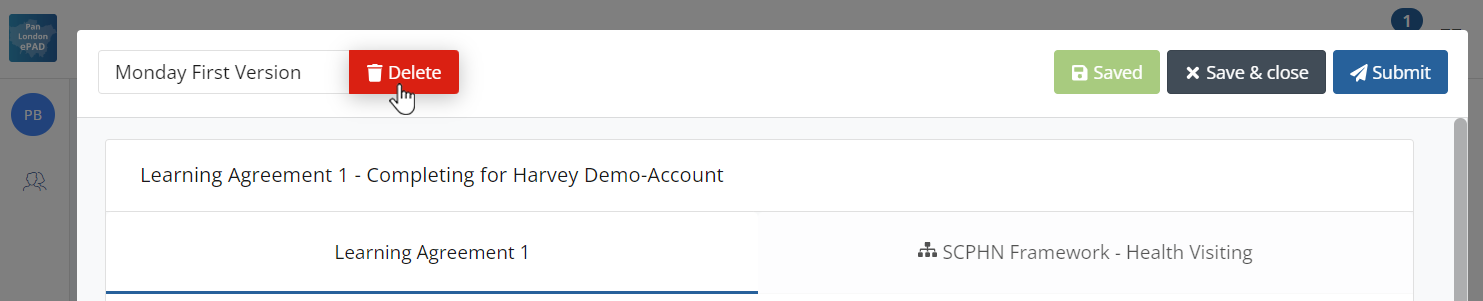 Pan
London
ePAD
1
Monday First Version
Delete
Saved
Save & close
Submit
PB
Learning Agreement 1 - Completing for Harvey Demo-Account
Learning Agreement 1
SCPHN Framework - Health Visiting